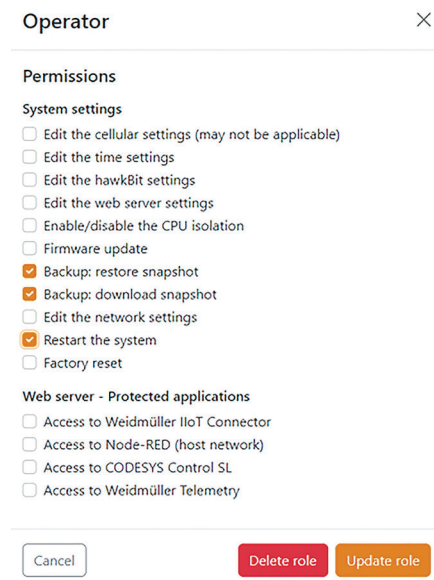 Operator
Permissions
System settings
Edit the cellular settings (may not be applicable)
Edit the time settings
Edit the hawkBit settings
Edit the web server settings
Enable/disable the CPU isolation
Firmware update
Backup: restore snapshot
Backup: download snapshot
Edit the network settings
Restart the system
Factory reset
Web server - Protected applications
Access to Weidmüller IIoT Connector
Access to Node-RED (host network)
Access to CODESYS Control SL
Access to Weidmüller Telemetry
Cancel Delete role Update role